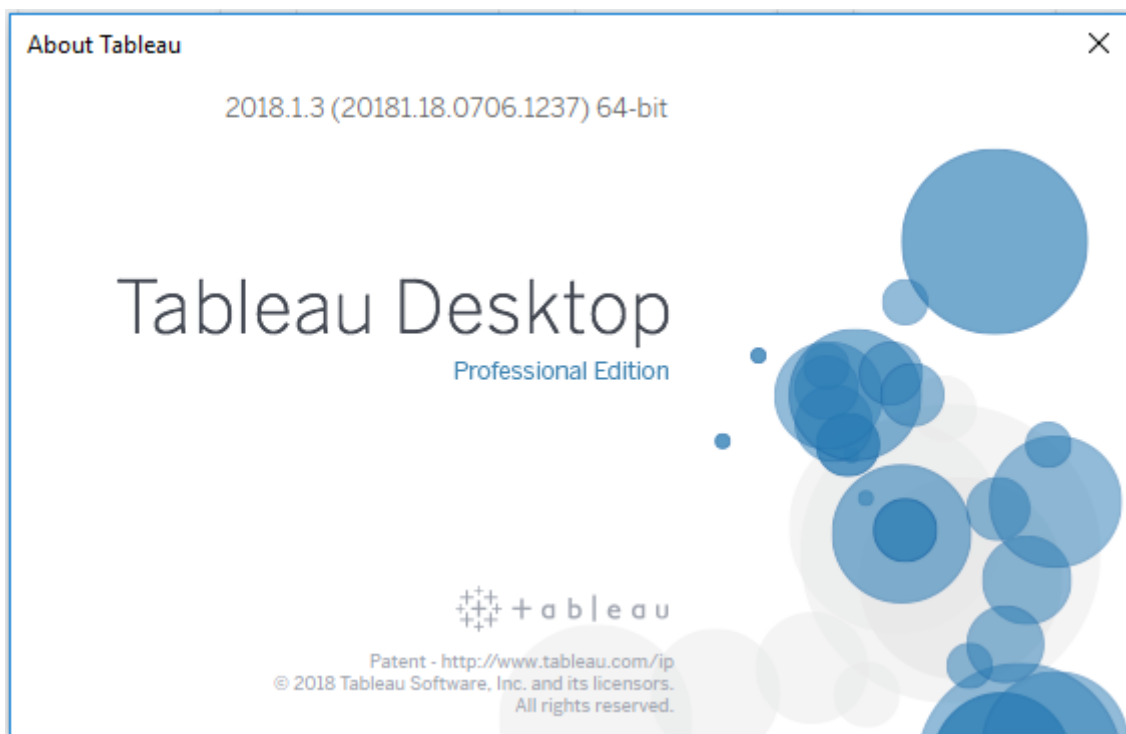 About Tableau
2018.1.3 (20181.18.0706.1237) 64-bit
Tableau Desktop
Professional Edition
+ a b | e a u
Patent - http://www.tableau.com/ip
© 2018 Tableau Software, Inc. and its licensors.
All rights reserved.